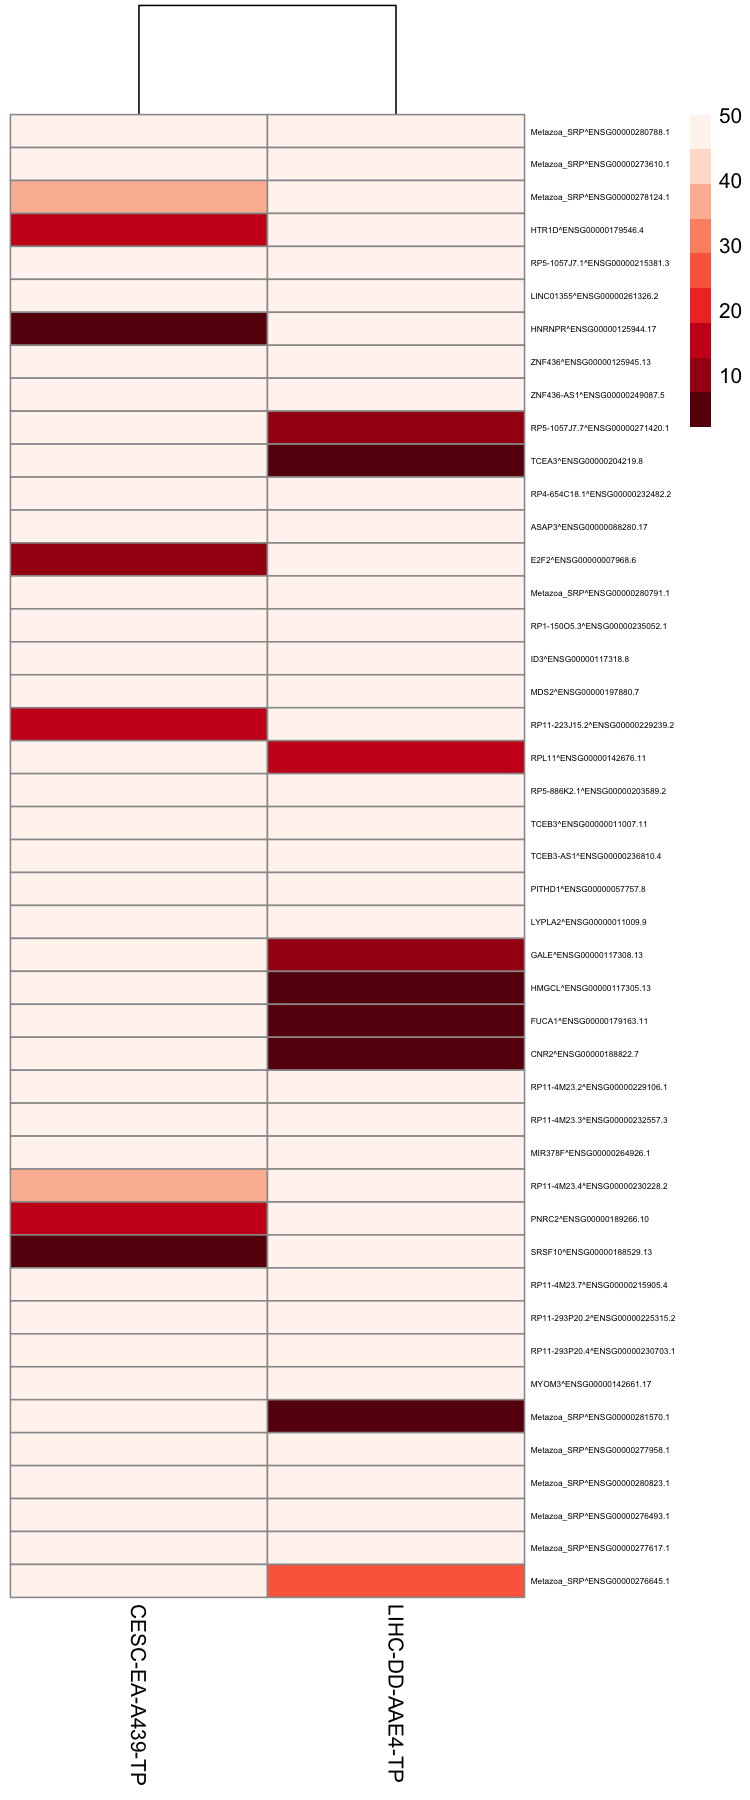 50
40
30
20
10
Metazoa_SRP^ENSG00000280788.1
Metazoa_SRP^ENSG00000273610.1
Metazoa_SRP^ENSG00000278124.1
HTR1D^ENSG00000179546.4
RP5-1057J7.1^ENSG00000215381.3
LINC01355^ENSG00000261326.2
HNRNPR^ENSG00000125944.17
ZNF436^ENSG00000125945.13
ZNF436-AS1^ENSG00000249087.5
RP5-1057J7.7^ENSG00000271420.1
TCEA3^ENSG00000204219.8
RP4-654C18.1^ENSG00000232482.2
ASAP3^ENSG00000088280.17
E2F2^ENSG00000007968.6
Metazoa_SRP^ENSG00000280791.1
RP1-150O5.3^ENSG00000235052.1
ID3^ENSG00000117318.8
MDS2^ENSG00000197880.7
RP11-223J15.2^ENSG00000229239.2
RPL11^ENSG00000142676.11
RP5-886K2.1^ENSG00000203589.2
TCEB3^ENSG00000011007.11
TCEB3-AS1^ENSG00000236810.4
PITHD1^ENSG00000057757.8
LYPLA2^ENSG00000011009.9
GALE^ENSG00000117308.13
HMGCL^ENSG00000117305.13
FUCA1^ENSG00000179163.11
CNR2^ENSG00000188822.7
RP11-4M23.2^ENSG00000229106.1
RP11-4M23.3^ENSG00000232557.3
MIR378F^ENSG00000264926.1
RP11-4M23.4^ENSG00000230228.2
PNRC2^ENSG00000189266.10
SRSF10^ENSG00000188529.13
RP11-4M23.7^ENSG00000215905.4
RP11-293P20.2^ENSG00000225315.2
RP11-293P20.4^ENSG00000230703.1
MYOM3^ENSG00000142661.17
Metazoa_SRP^ENSG00000281570.1
Metazoa_SRP^ENSG00000277958.1
Metazoa_SRP^ENSG00000280823.1
Metazoa_SRP^ENSG00000276493.1
Metazoa_SRP^ENSG00000277617.1
Metazoa_SRP^ENSG00000276645.1
CESC-EA-A439-TP
LIHC-DD-AAE4-TP